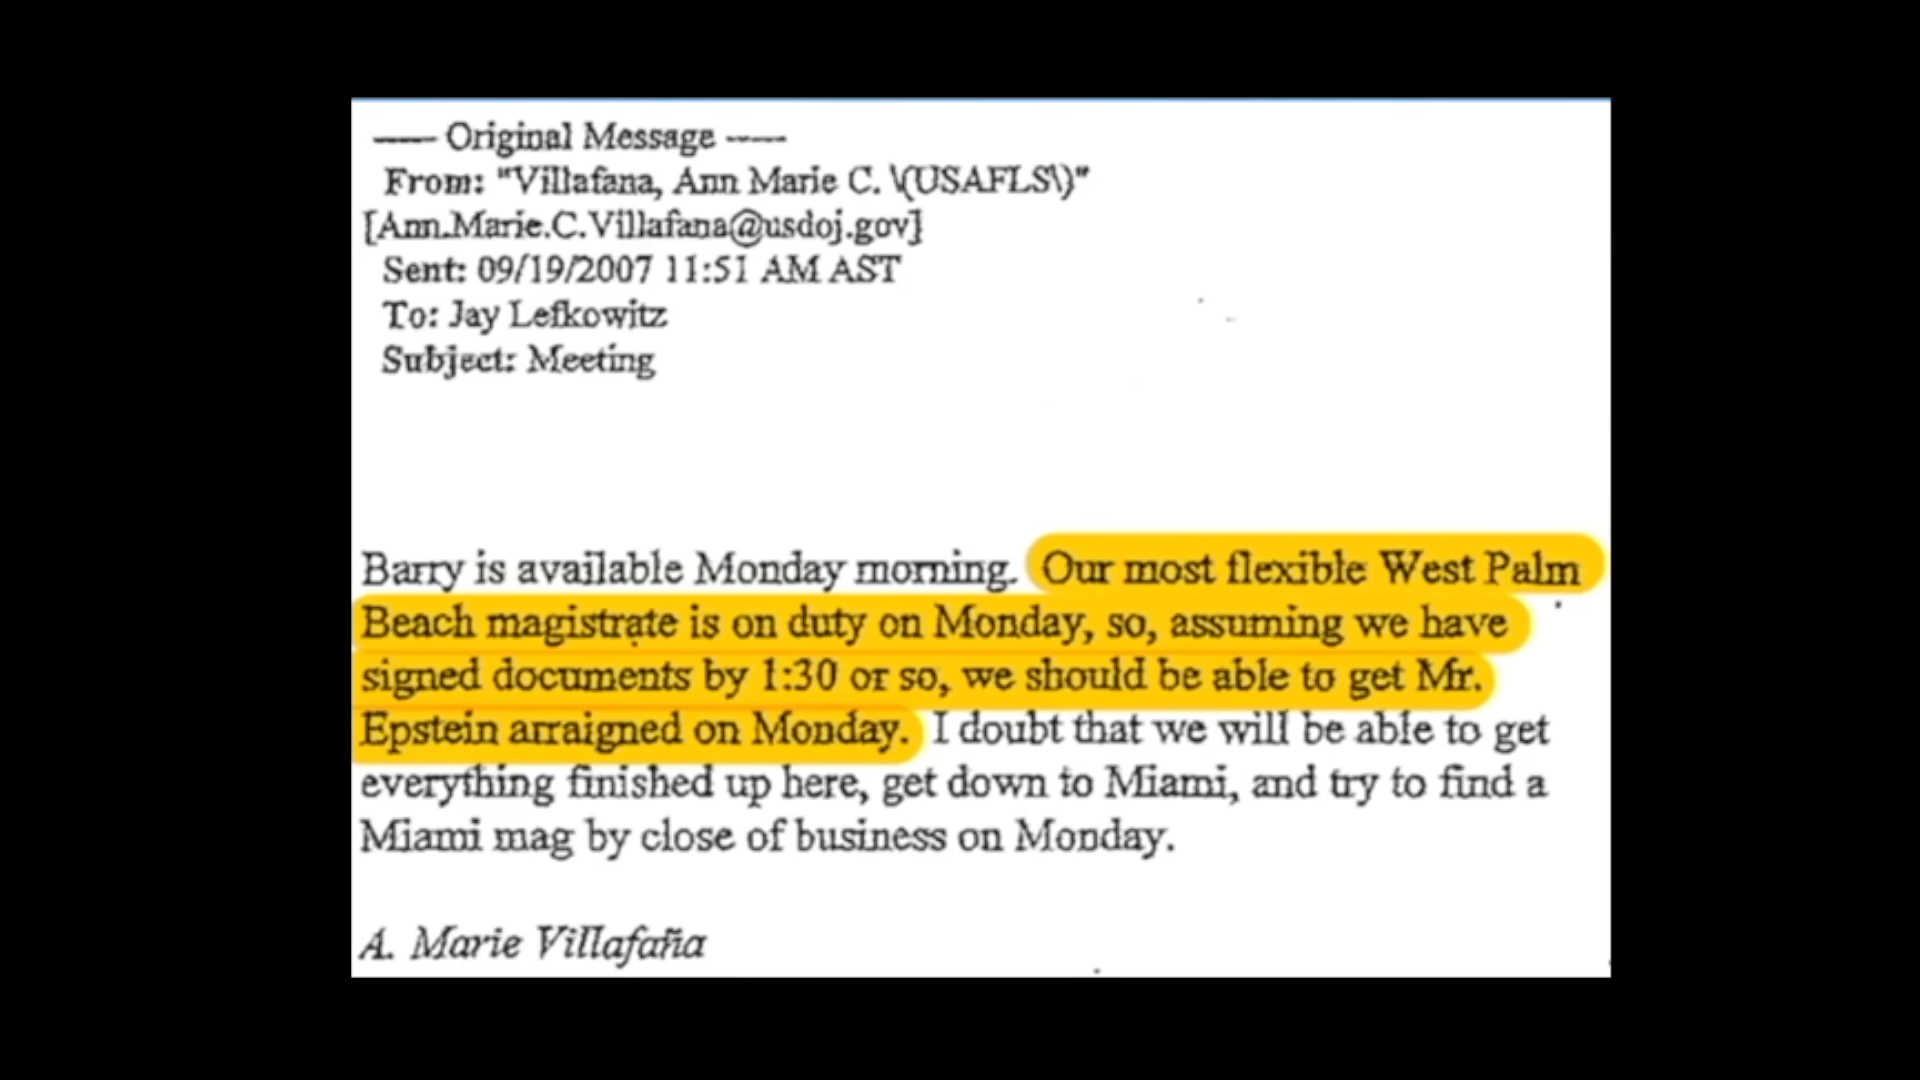 ----- Original Message -----
From: "Villafana, Ann Marie C. \(USAFLS\)"
[Ann.Marie.C.Villafana@usdoj.gov]
Sent: 09/19/2007 11:51 AM AST
To: Jay Lefkowitz
Subject: Meeting
Barry is available Monday morning. Our most flexible West Palm
Beach magistrate is on duty on Monday, so, assuming we have
signed documents by 1:30 or so, we should be able to get Mr.
Epstein arraigned on Monday. I doubt that we will be able to get
everything finished up here, get down to Miami, and try to find a
Miami mag by close of business on Monday.
A. Marie Villafaña